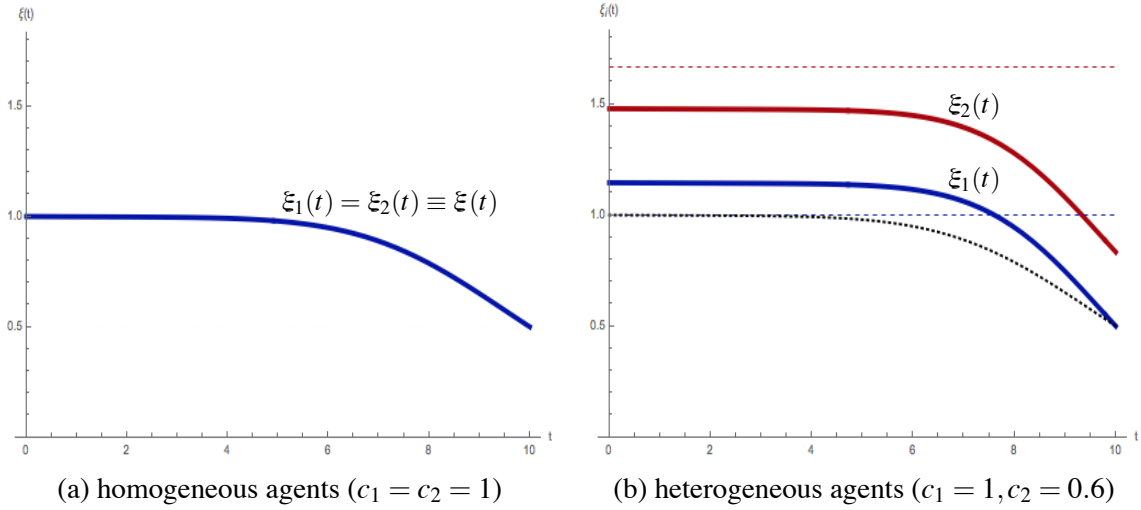 ξ(t)
1.5
1.0
0.5
0 2 4 6 8 10 t
ξ₁(t) = ξ₂(t) ≡ ξ(t)
(a) homogeneous agents (c₁ = c₂ = 1)
ξᵢ(t)
1.5
1.0
0.5
0 2 4 6 8 10 t
ξ₂(t)
ξ₁(t)
(b) heterogeneous agents (c₁ = 1, c₂ = 0.6)